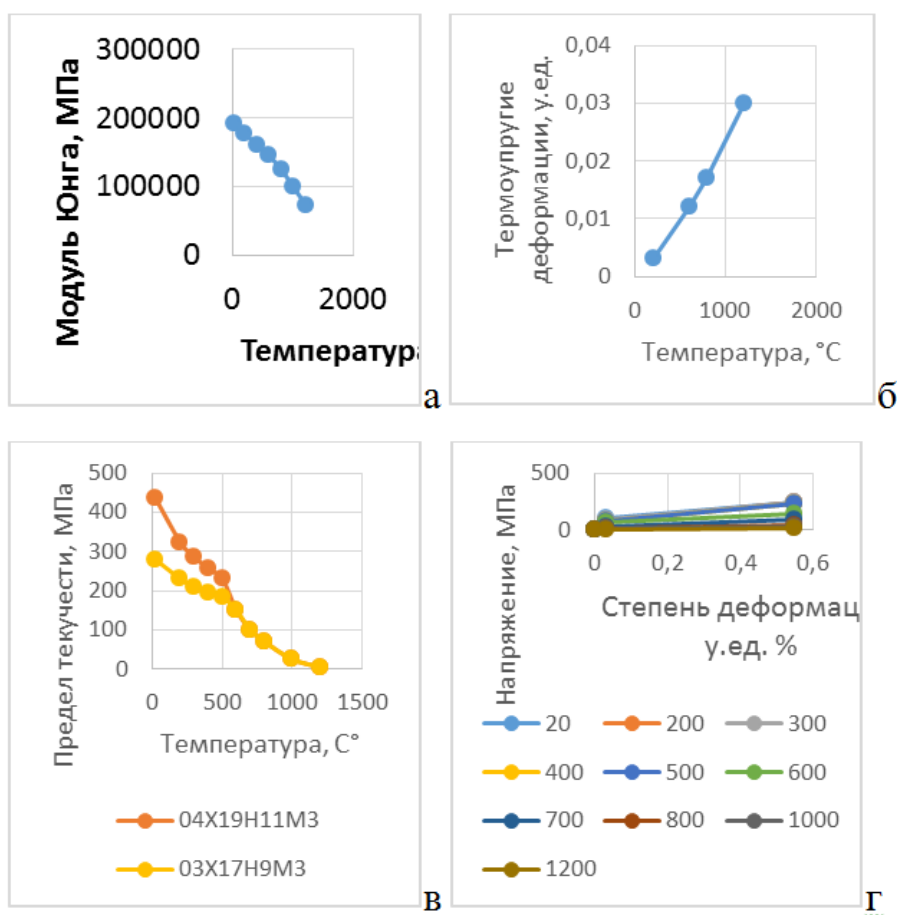 300000
200000
100000
0
Модуль Юнга, МПа
0 2000
Температура
а
0,04
0,03
0,02
0,01
0
Термоупругие
деформации, у.ед.
0 1000 2000
Температура, °C
б
500
400
300
200
100
0
Предел текучести, МПа
0 500 1000 1500
Температура, С°
04Х19Н11М3
03Х17Н9М3
в
500
0
Напряжение, МПа
0 0,2 0,4 0,6
Степень деформац
у.ед. %
20 200 300
400 500 600
700 800 1000
1200
г